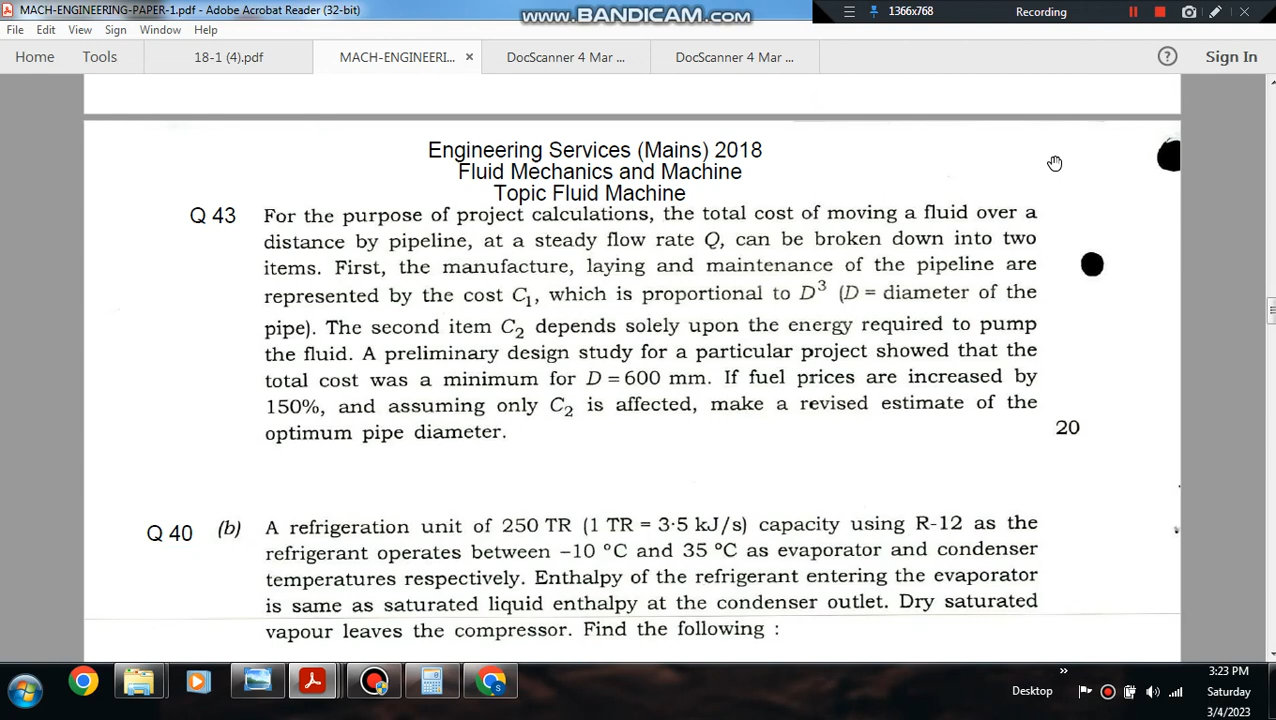 MACH-ENGINEERING-PAPER-1.pdf - Adobe Acrobat Reader (32-bit)
www.BANDICAM.com
1366x768
Recording
File Edit View Sign Window Help
Home Tools 18-1 (4).pdf MACH-ENGINEERI... DocScanner 4 Mar ... DocScanner 4 Mar ... Sign In
Engineering Services (Mains) 2018
Fluid Mechanics and Machine
Topic Fluid Machine
Q 43 For the purpose of project calculations, the total cost of moving a fluid over a
distance by pipeline, at a steady flow rate Q, can be broken down into two
items. First, the manufacture, laying and maintenance of the pipeline are
represented by the cost C₁, which is proportional to D³ (D = diameter of the
pipe). The second item C₂ depends solely upon the energy required to pump
the fluid. A preliminary design study for a particular project showed that the
total cost was a minimum for D = 600 mm. If fuel prices are increased by
150%, and assuming only C₂ is affected, make a revised estimate of the
optimum pipe diameter. 20
Q 40 (b) A refrigeration unit of 250 TR (1 TR = 3·5 kJ/s) capacity using R-12 as the
refrigerant operates between –10 °C and 35 °C as evaporator and condenser
temperatures respectively. Enthalpy of the refrigerant entering the evaporator
is same as saturated liquid enthalpy at the condenser outlet. Dry saturated
vapour leaves the compressor. Find the following :
Desktop
3:23 PM
Saturday
3/4/2023